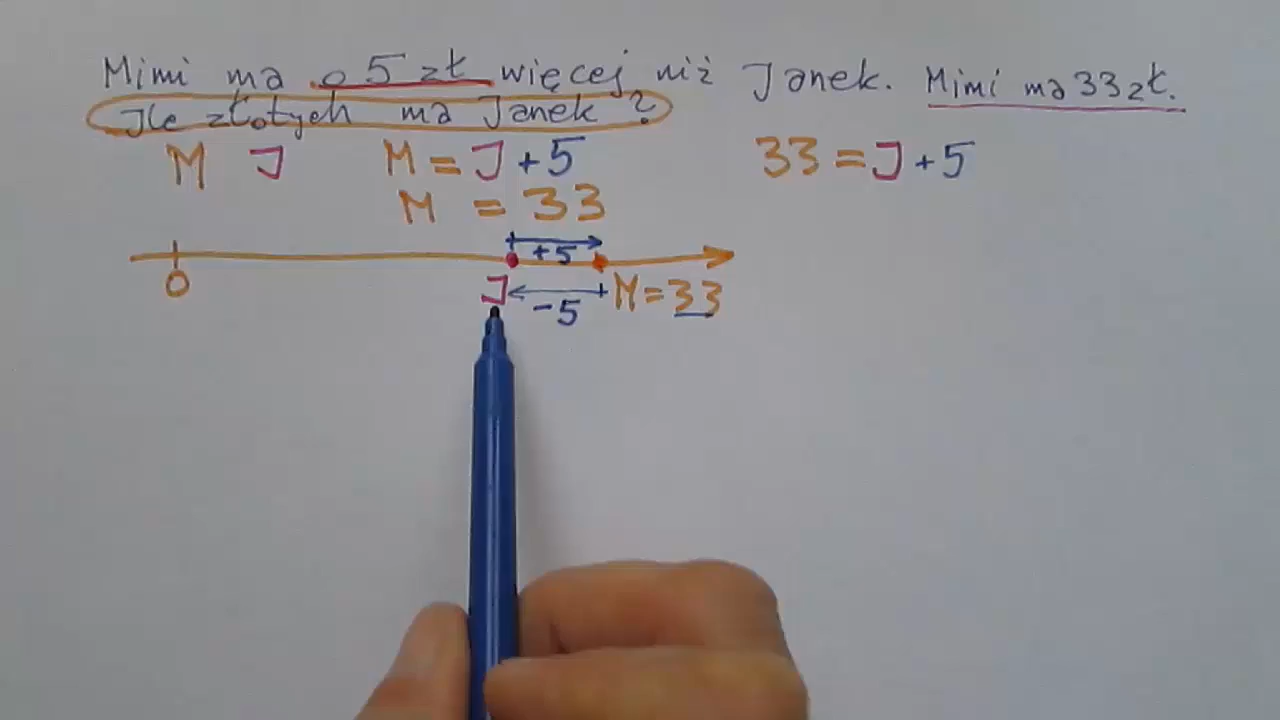 Mimi ma o 5 zł więcej niż Janek. Mimi ma 33 zł.
Ile złotych ma Janek?
M J M = J + 5 33 = J + 5
M = 33
+5
0 J -5 M = 33